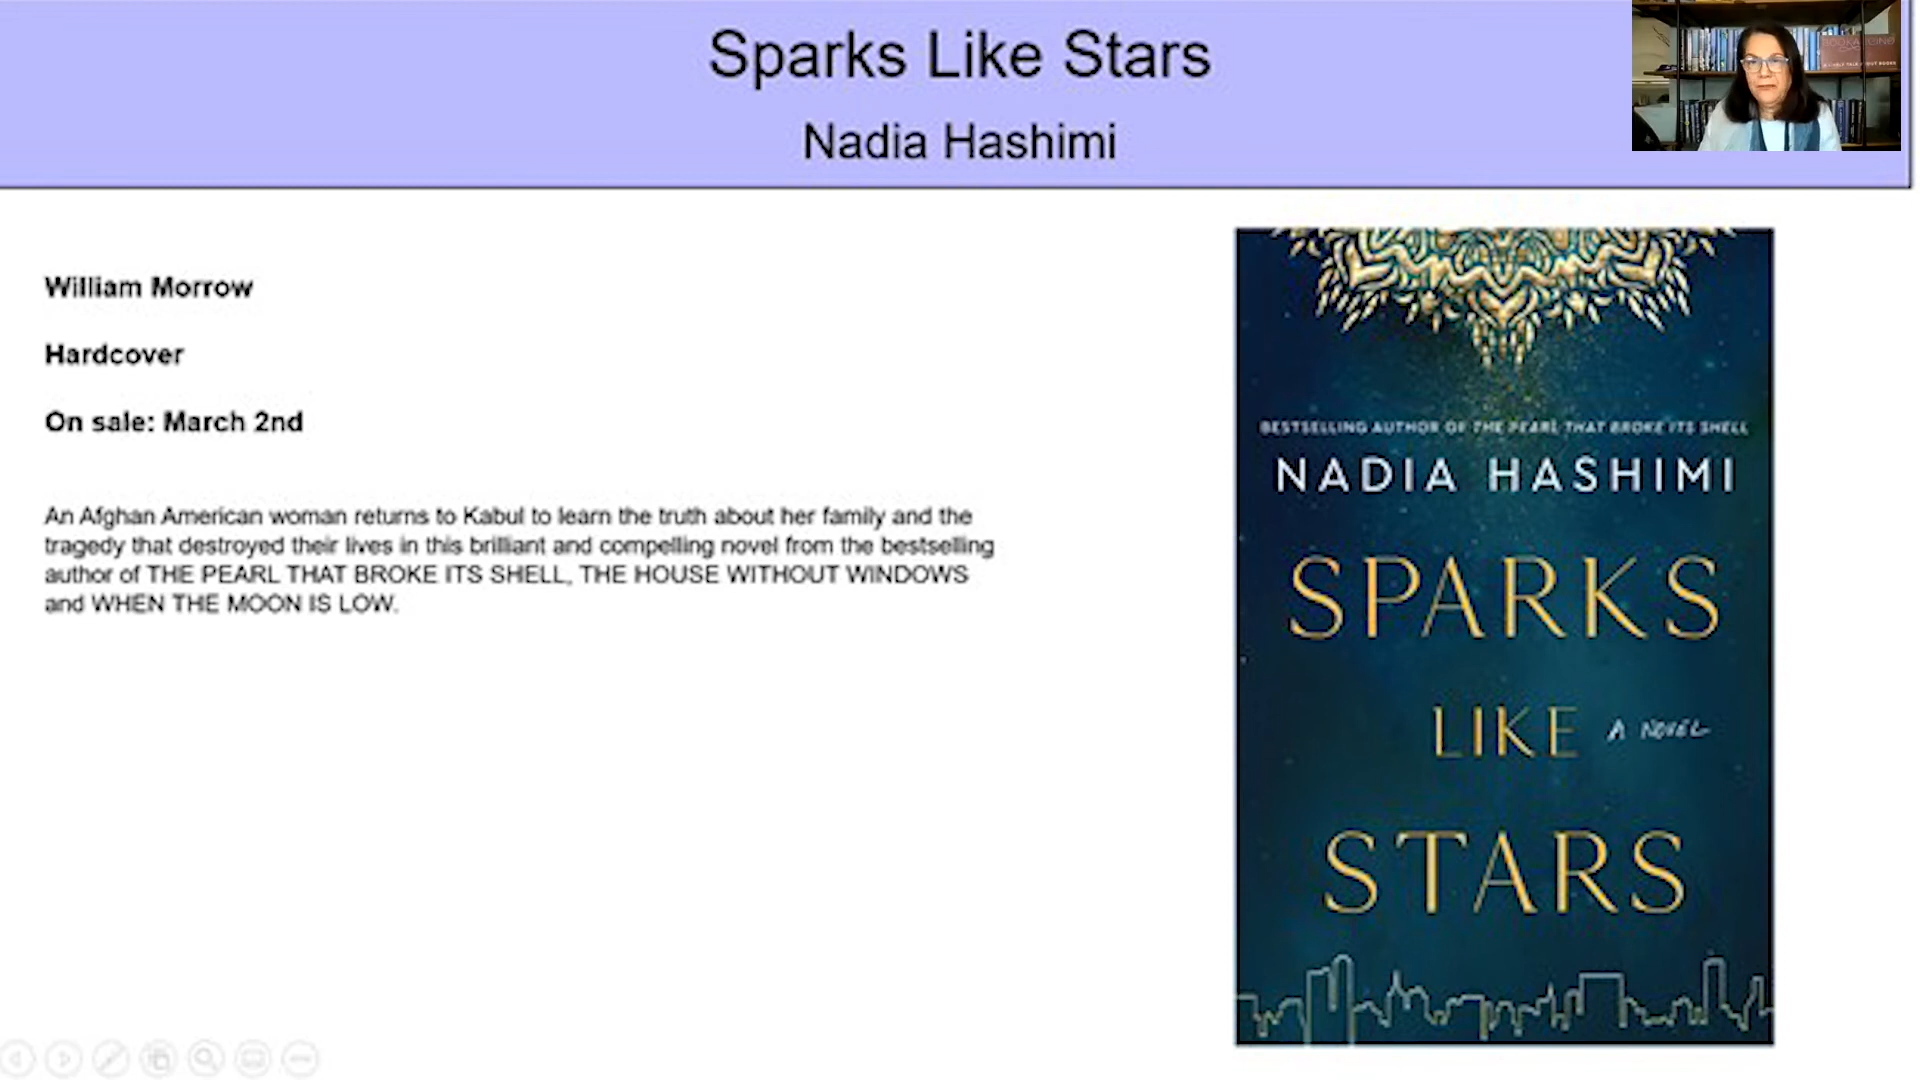 Sparks Like Stars
Nadia Hashimi
William Morrow
Hardcover
On sale: March 2nd
An Afghan American woman returns to Kabul to learn the truth about her family and the
tragedy that destroyed their lives in this brilliant and compelling novel from the bestselling
author of THE PEARL THAT BROKE ITS SHELL, THE HOUSE WITHOUT WINDOWS
and WHEN THE MOON IS LOW.
BESTSELLING AUTHOR OF THE PEARL THAT BROKE ITS SHELL
NADIA HASHIMI
SPARKS
LIKE
A NOVEL
STARS